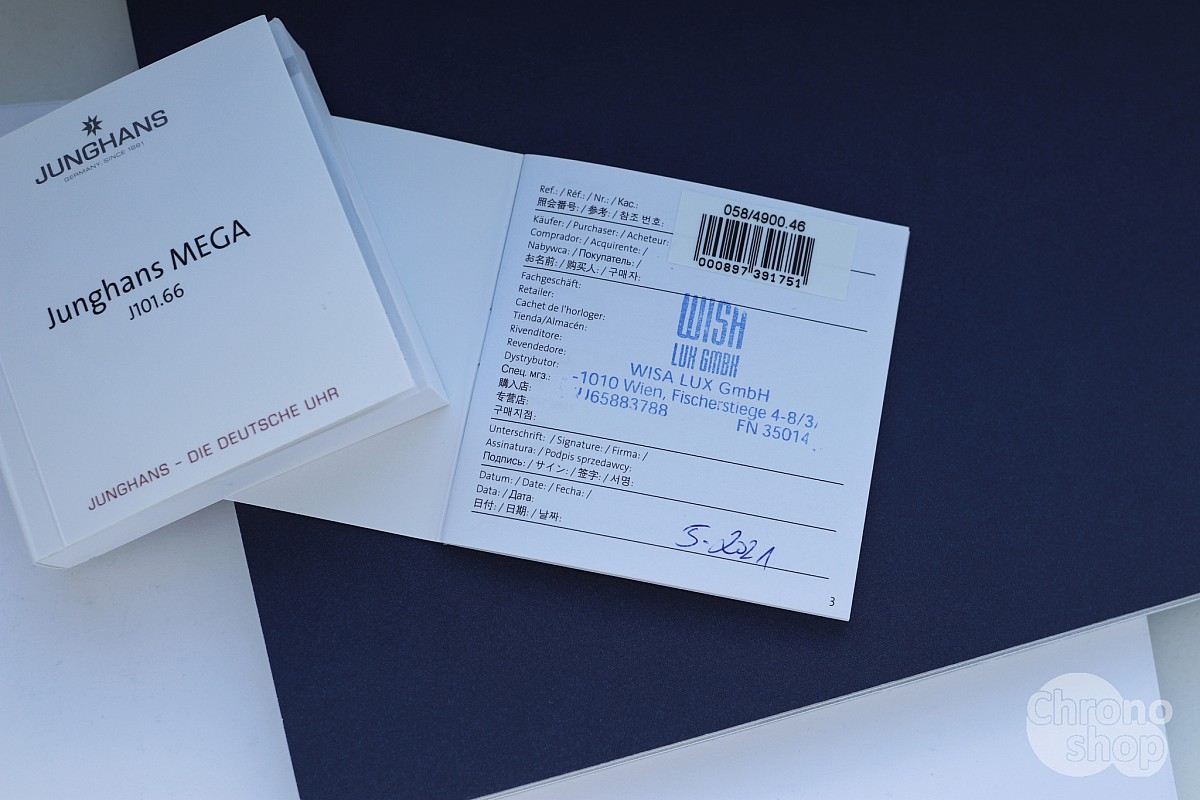 JUNGHANS
GERMANY, SINCE 1861
Junghans MEGA
J101.66
JUNGHANS - DIE DEUTSCHE UHR
Ref.: / Réf.: / Nr.: / Kac.:
照会番号: / 参考: / 참조 번호:
058/4900.46
000897 391751
Käufer: / Purchaser: / Acheteur:
Comprador: / Acquirente: /
Nabywca: / Покупатель: /
お名前: / 购买人: / 구매자:
Fachgeschäft:
Retailer:
Cachet de l'horloger:
Tienda/Almacén:
Rivenditore:
Revendedore:
Dystrybutor:
Спец. мгз.:
購入店:
专营店:
구매지점:
WISA
LUX GMBH
WISA LUX GmbH
-1010 Wien, Fischerstiege 4-8/3/
U65883788
FN 35014
Unterschrift: / Signature: / Firma: /
Assinatura: / Podpis sprzedawcy:
Подпись: / サイン: / 签字: / 서명:
Datum: / Date: / Fecha: /
Data: / Дата:
日付: / 日期: / 날짜:
5-2021
3
Chrono
shop